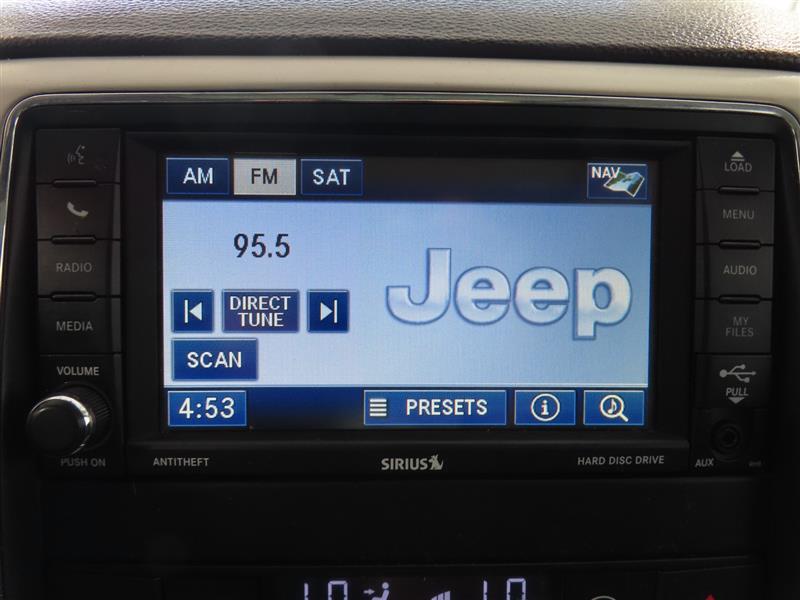 AM FM SAT NAV
95.5
Jeep
DIRECT
TUNE
SCAN
4:53 PRESETS
RADIO
MEDIA
VOLUME
PUSH ON
LOAD
MENU
AUDIO
MY
FILES
PULL
AUX
ANTITHEFT SIRIUS HARD DISC DRIVE